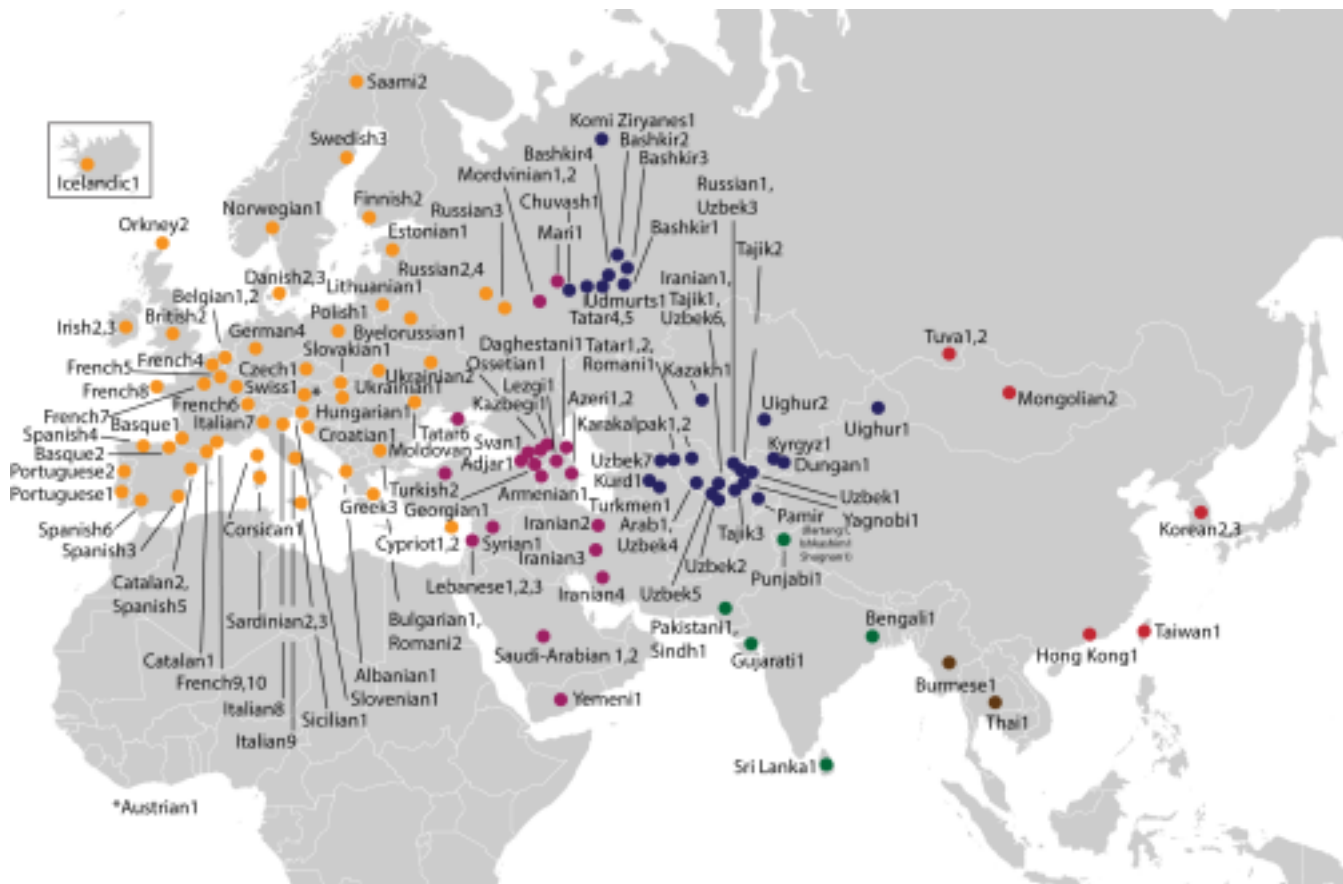 Saami2
Komi Ziryanes1
Swedish3
Bashkir2
Bashkir4
Bashkir3
Mordvinian1,2
Icelandic1
Russian1,
Uzbek3
Chuvash1
Finnish2
Norwegian1
Russian3
Orkney2
Estonian1
Mari1
Bashkir1
Tajik2
Russian2,4
Danish2,3
Lithuanian1
Iranian1,
Tajik1,
Uzbek6,
Belgian1,2
Udmurts1
Polish1
British2
Tatar4,5
Irish2,3
German4
Byelorussian1
Tuva1,2
Daghestani1
Tatar1,2,
Romani1
Slovakian1
French4
Ossetian1
French5
Czech1
Kazakh1
Ukrainian2
Lezgi1
French8
Swiss1
*
Ukrainian1
Azeri1,2
Mongolian2
French6
Kazbegi1
Uighur2
French7
Hungarian1
Italian7
Karakalpak1,2
Basque1
Uighur1
Spanish4
Croatian1
Tatar6
Svan1
Kyrgyz1
Basque2
Moldovan
Uzbek7
Adjar1
Dungan1
Portuguese2
Kurd1
Turkish2
Armenian1
Portuguese1
Uzbek1
Turkmen1
Georgian1
Pamir
Iranian2
Arab1,
Uzbek4
Yagnobi1
Greek3
Spanish6
Corsican1
Korean2,3
Tajik3
Cypriot1,2
Syrian1
Spanish3
Iranian3
Uzbek2
Punjabi1
Catalan2,
Spanish5
Lebanese1,2,3
Iranian4
Uzbek5
Sardinian2,3
Bulgarian1,
Romani2
Pakistani1,
Sindh1
Bengali1
Taiwan1
Saudi-Arabian 1,2
Hong Kong1
Catalan1
Gujarati1
Albanian1
French9,10
Burmese1
Slovenian1
Yemeni1
Italian8
Sicilian1
Thai1
Italian9
Sri Lanka1
*Austrian1